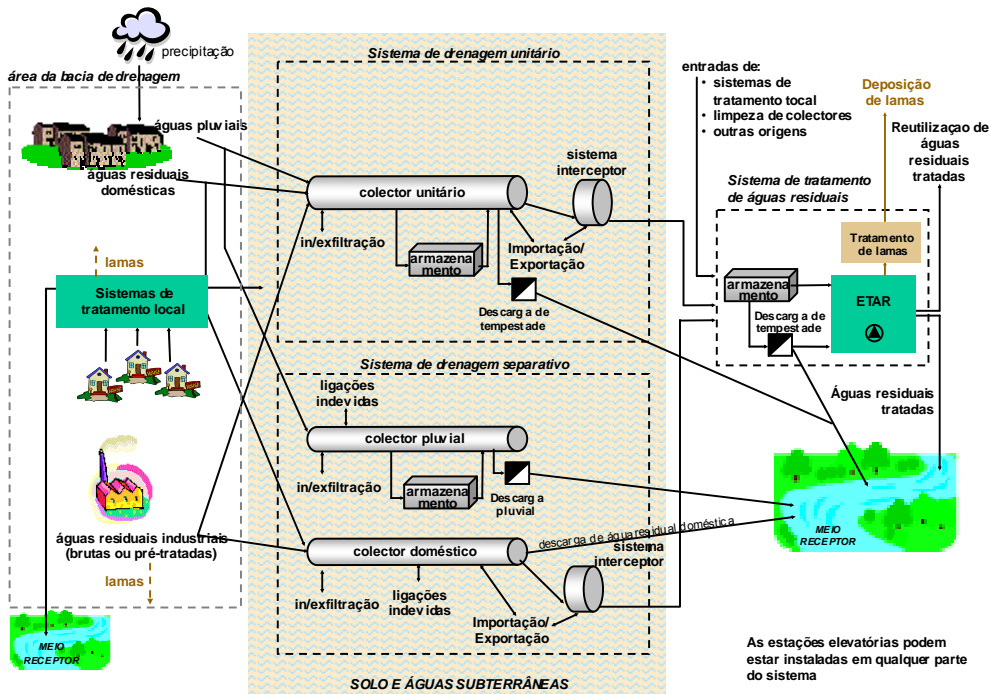 precipitação
área da bacia de drenagem
águas pluviais
águas residuais
domésticas
lamas
Sistemas de
tratamento local
águas residuais industriais
(brutas ou pré-tratadas)
lamas
MEIO
RECEPTOR
Sistema de drenagem unitário
colector unitário
sistema
interceptor
in/exfiltração
armazena
mento
Importação/
Exportação
Descarga de
tempestade
Sistema de drenagem separativo
ligações
indevidas
colector pluvial
in/exfiltração
armazena
mento
Descarga
pluvial
colector doméstico
descarga de água residual doméstica
sistema
interceptor
in/exfiltração
ligações
indevidas
Importação/
Exportação
SOLO E ÁGUAS SUBTERRÂNEAS
entradas de:
• sistemas de
tratamento tocal
• limpeza de colectores
• outras origens
Deposição
de lamas
Reutilizaçao de
águas
residuais
tratadas
Sistema de tratamento
de águas residuais
Tratamento
de lamas
armazena
mento
ETAR
Descarga de
tempestade
Águas residuais
tratadas
MEIO
RECEPTOR
As estações elevatórias podem
estar instaladas em qualquer parte
do sistema